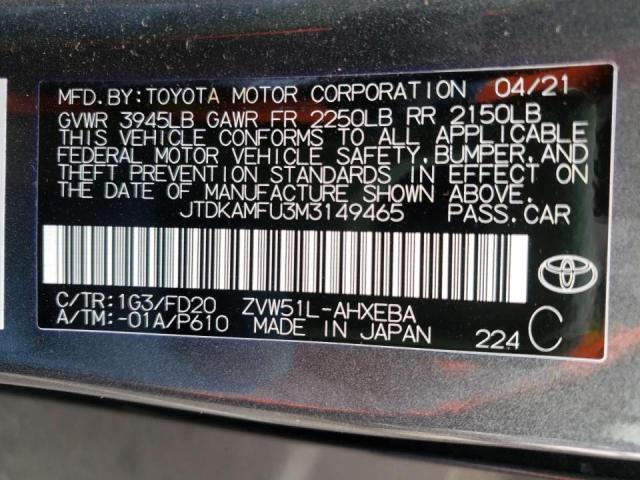 MFD.BY:TOYOTA MOTOR CORPORATION 04/21
GVWR 3945LB GAWR FR 2250LB RR 2150LB
THIS VEHICLE CONFORMS TO ALL APPLICABLE
FEDERAL MOTOR VEHICLE SAFETY,BUMPER,AND
THEFT PREVENTION STANDARDS IN EFFECT ON
THE DATE OF MANUFACTURE SHOWN ABOVE.
JTDKAMFU3M3149465 PASS.CAR
C/TR:1G3/FD20 ZVW51L-AHXEBA
A/TM:-01A/P610 MADE IN JAPAN 224 C